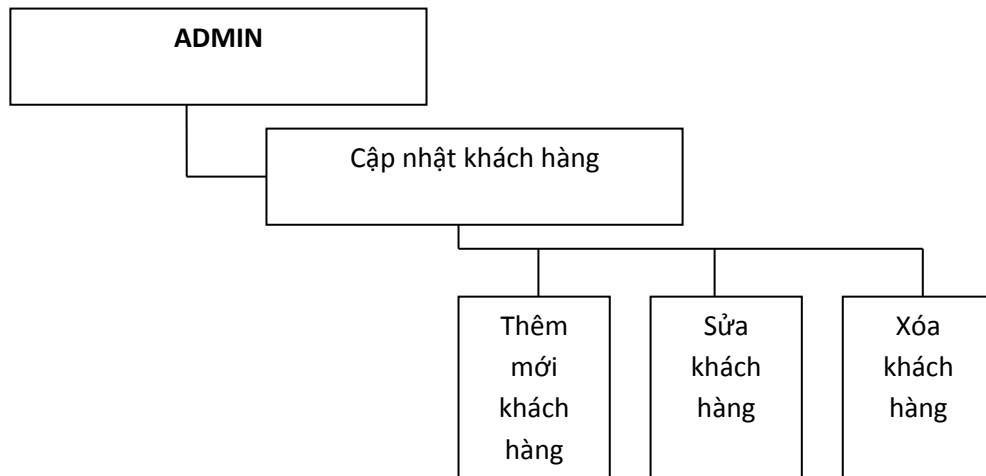 ADMIN
Cập nhật khách hàng
Thêm
mới
khách
hàng
Sửa
khách
hàng
Xóa
khách
hàng